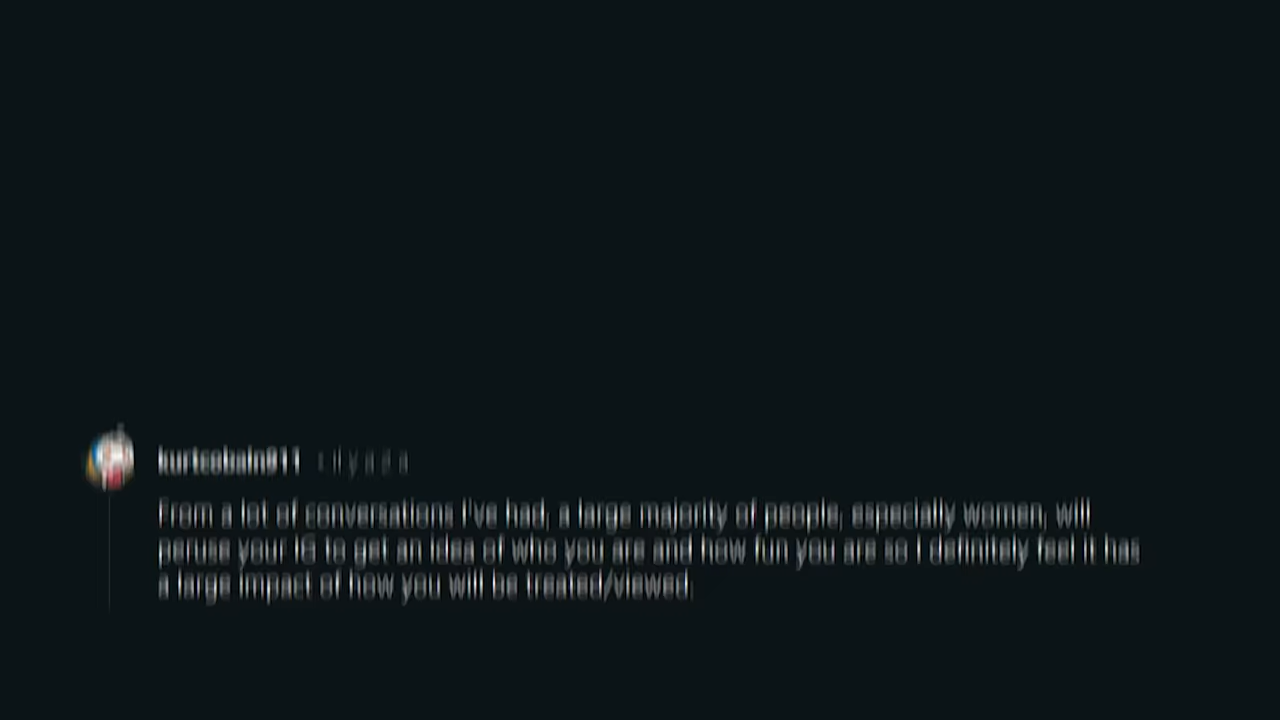 kurtcobain911 · il y a 2 a
From a lot of conversations I've had, a large majority of people, especially women, will
peruse your IG to get an idea of who you are and how fun you are so I definitely feel it has
a large impact of how you will be treated/viewed.